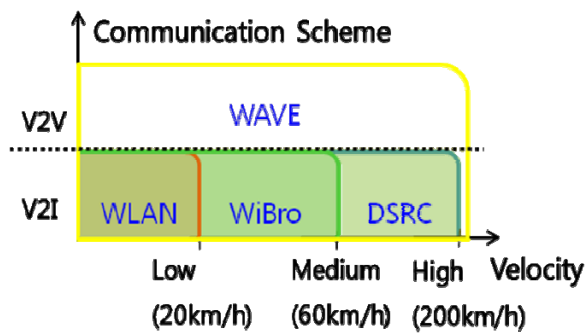 Communication Scheme
V2V
WAVE
V2I
WLAN WiBro DSRC
Low Medium High Velocity
(20km/h) (60km/h) (200km/h)